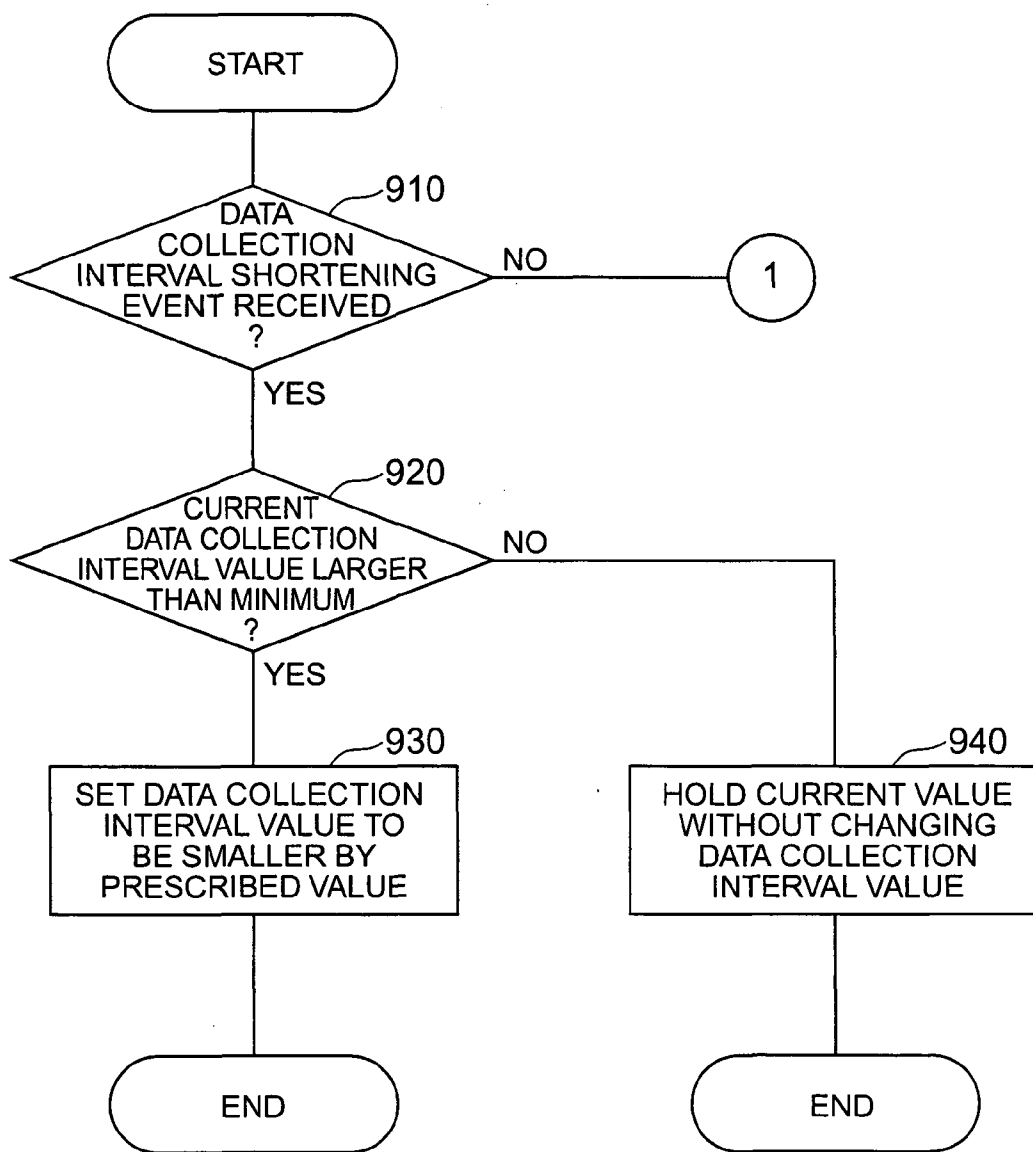 START
910
DATA
COLLECTION
INTERVAL SHORTENING
EVENT RECEIVED
?
NO
1
YES
920
CURRENT
DATA COLLECTION
INTERVAL VALUE LARGER
THAN MINIMUM
?
NO
YES
930
SET DATA COLLECTION
INTERVAL VALUE TO
BE SMALLER BY
PRESCRIBED VALUE
940
HOLD CURRENT VALUE
WITHOUT CHANGING
DATA COLLECTION
INTERVAL VALUE
END
END